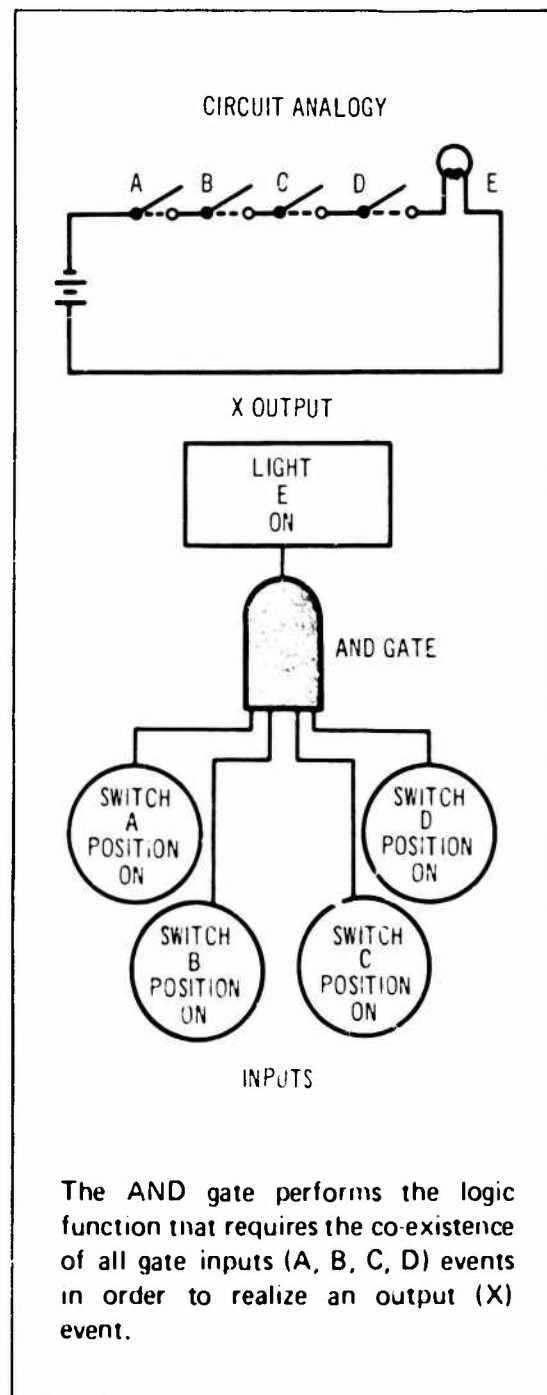 CIRCUIT ANALOGY
A B C D E
X OUTPUT
LIGHT
E
ON
AND GATE
SWITCH
A
POSITION
ON
SWITCH
D
POSITION
ON
SWITCH
B
POSITION
ON
SWITCH
C
POSITION
ON
INPUTS
The AND gate performs the logic
function that requires the co-existence
of all gate inputs (A, B, C, D) events
in order to realize an output (X)
event.